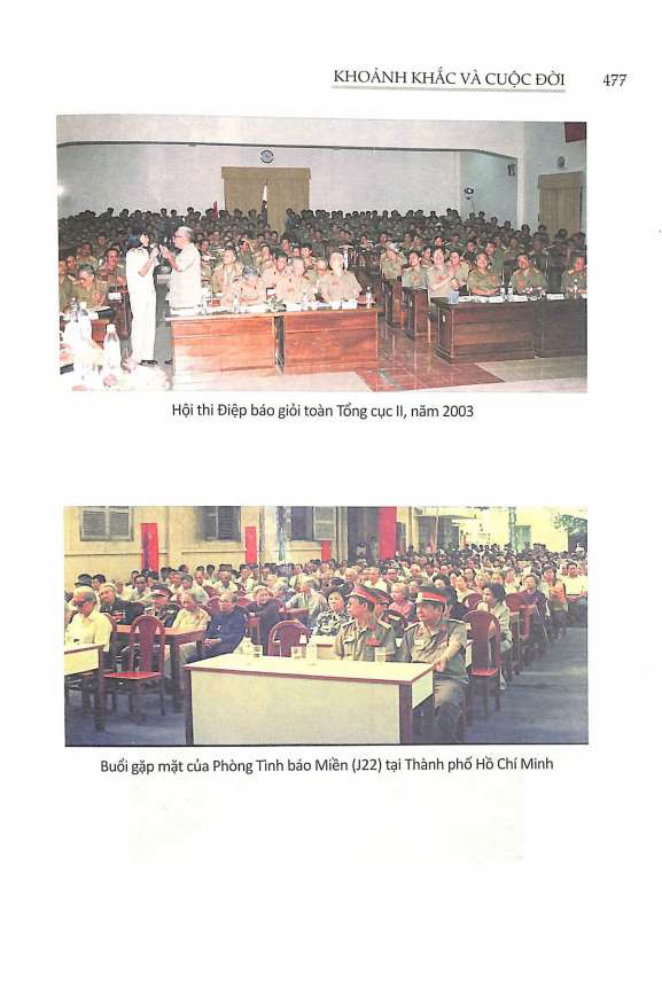 KHOẢNH KHẮC VÀ CUỘC ĐỜI 477
Hội thi Điệp báo giỏi toàn Tổng cục II, năm 2003
Buổi gặp mặt của Phòng Tình báo Miền (J22) tại Thành phố Hồ Chí Minh